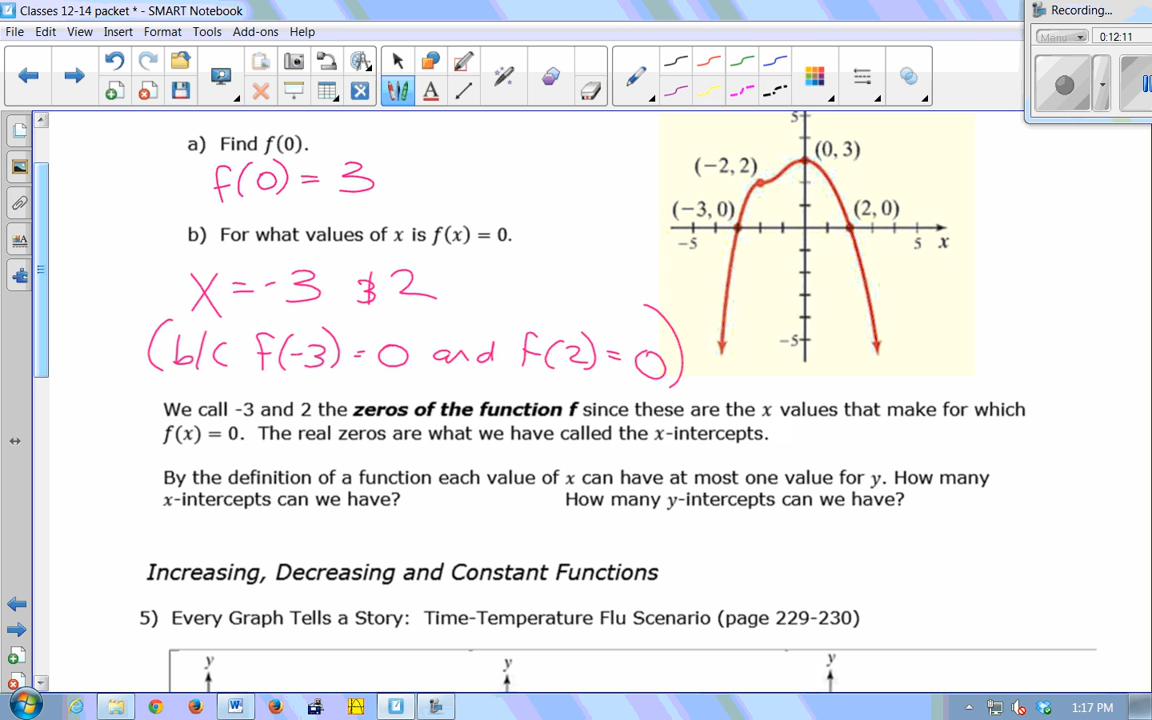 Classes 12-14 packet * - SMART Notebook
Recording...
File Edit View Insert Format Tools Add-ons Help
Menu
0:12:11
a) Find f(0).
f(0) = 3
b) For what values of x is f(x) = 0.
x = -3 & 2
(b/c f(-3) = 0 and f(2) = 0)
5
(0, 3)
(−2, 2)
(−3, 0)
(2, 0)
−5
5
x
−5
We call -3 and 2 the zeros of the function f since these are the x values that make for which
f(x) = 0. The real zeros are what we have called the x-intercepts.
By the definition of a function each value of x can have at most one value for y. How many
x-intercepts can we have? How many y-intercepts can we have?
Increasing, Decreasing and Constant Functions
5) Every Graph Tells a Story: Time-Temperature Flu Scenario (page 229-230)
y
y
y
1:17 PM